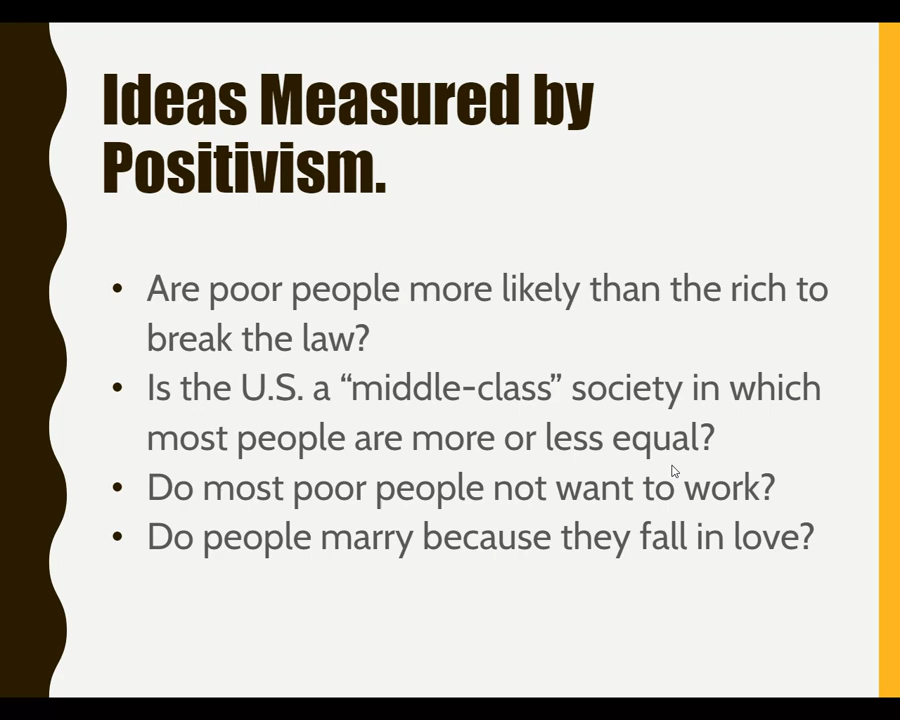 Ideas Measured by
Positivism.
• Are poor people more likely than the rich to
break the law?
• Is the U.S. a “middle-class” society in which
most people are more or less equal?
• Do most poor people not want to work?
• Do people marry because they fall in love?